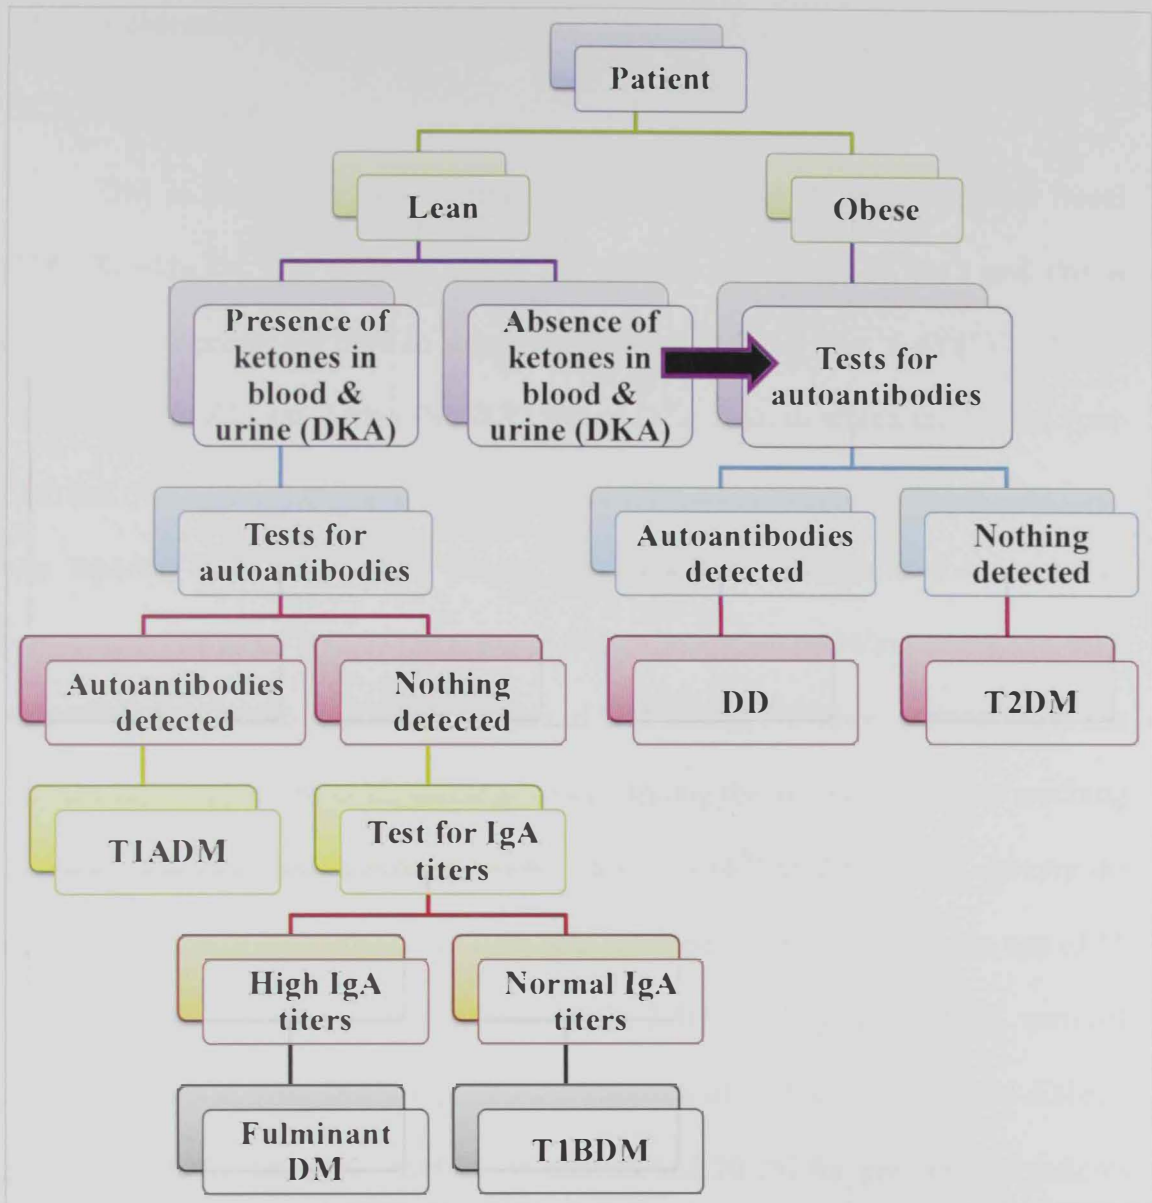 Patient
Lean
Obese
Presence of
ketones in
blood &
urine (DKA)
Absence of
ketones in
blood &
urine (DKA)
Tests for
autoantibodies
Tests for
autoantibodies
Autoantibodies
detected
Nothing
detected
Autoantibodies
detected
Nothing
detected
DD
T2DM
T1ADM
Test for IgA
titers
High IgA
titers
Normal IgA
titers
Fulminant
DM
T1BDM